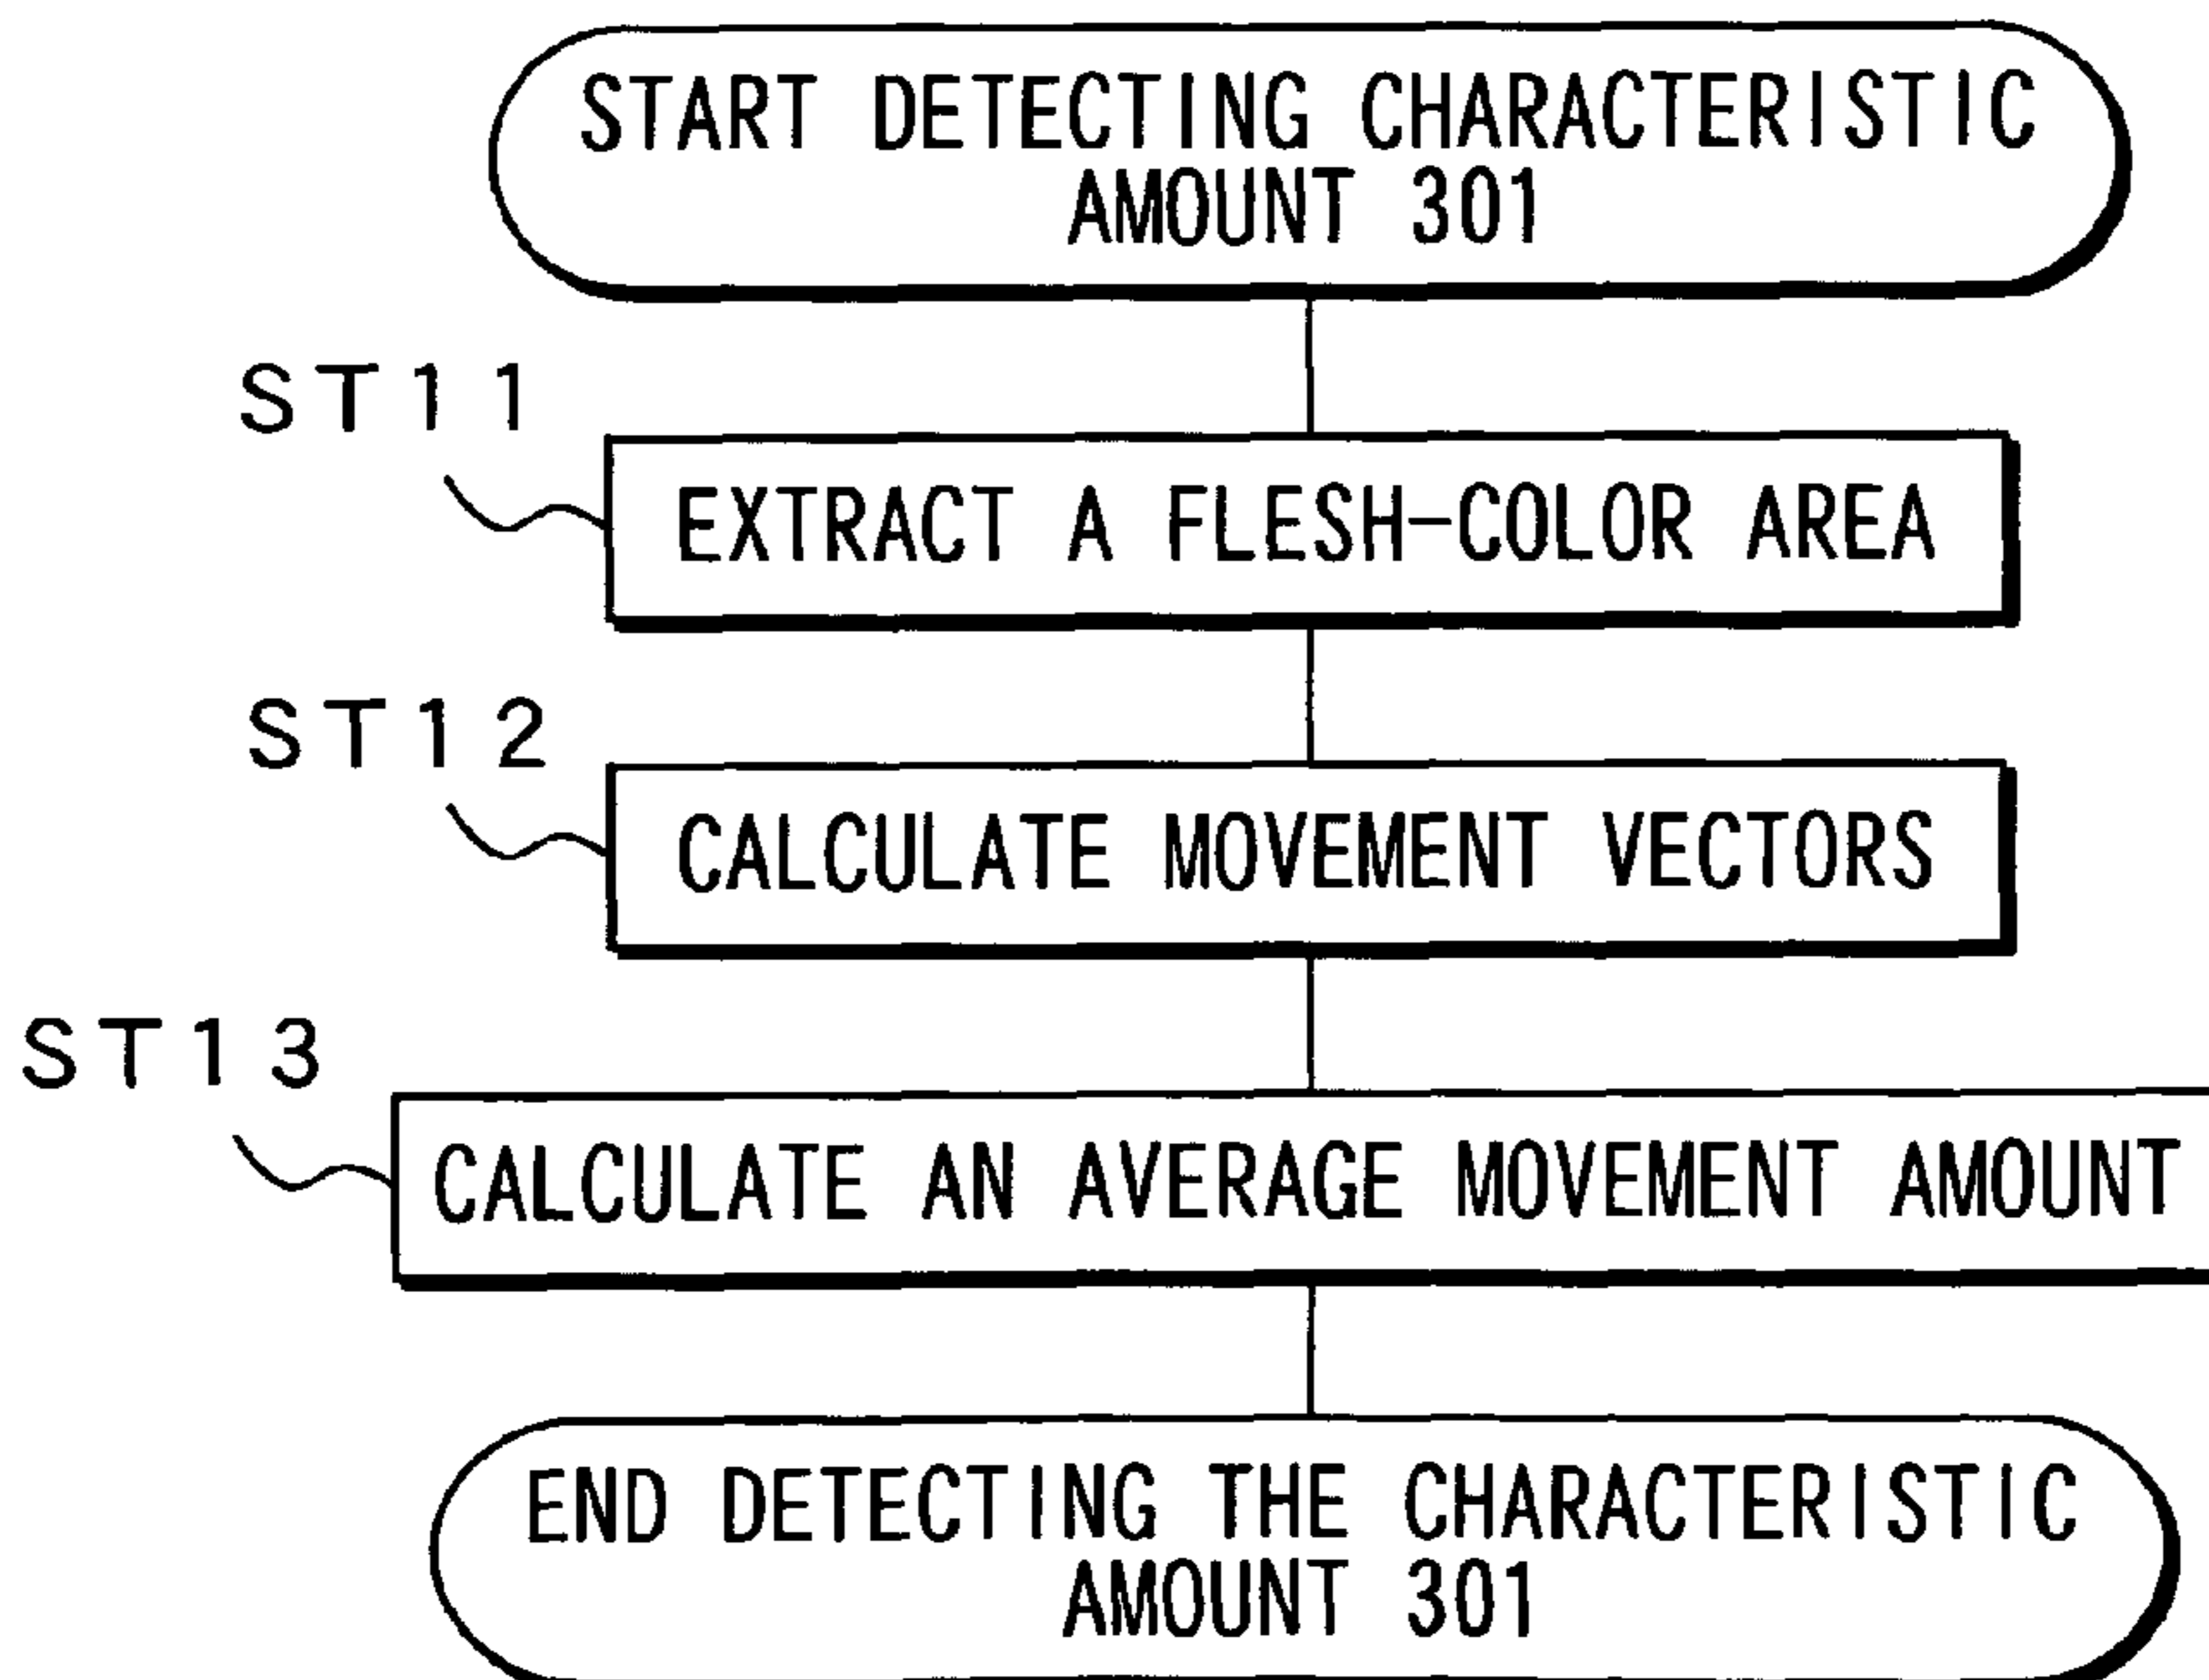 START DETECTING CHARACTERISTIC
AMOUNT 301
ST11
EXTRACT A FLESH-COLOR AREA
ST12
CALCULATE MOVEMENT VECTORS
ST13
CALCULATE AN AVERAGE MOVEMENT AMOUNT
END DETECTING THE CHARACTERISTIC
AMOUNT 301